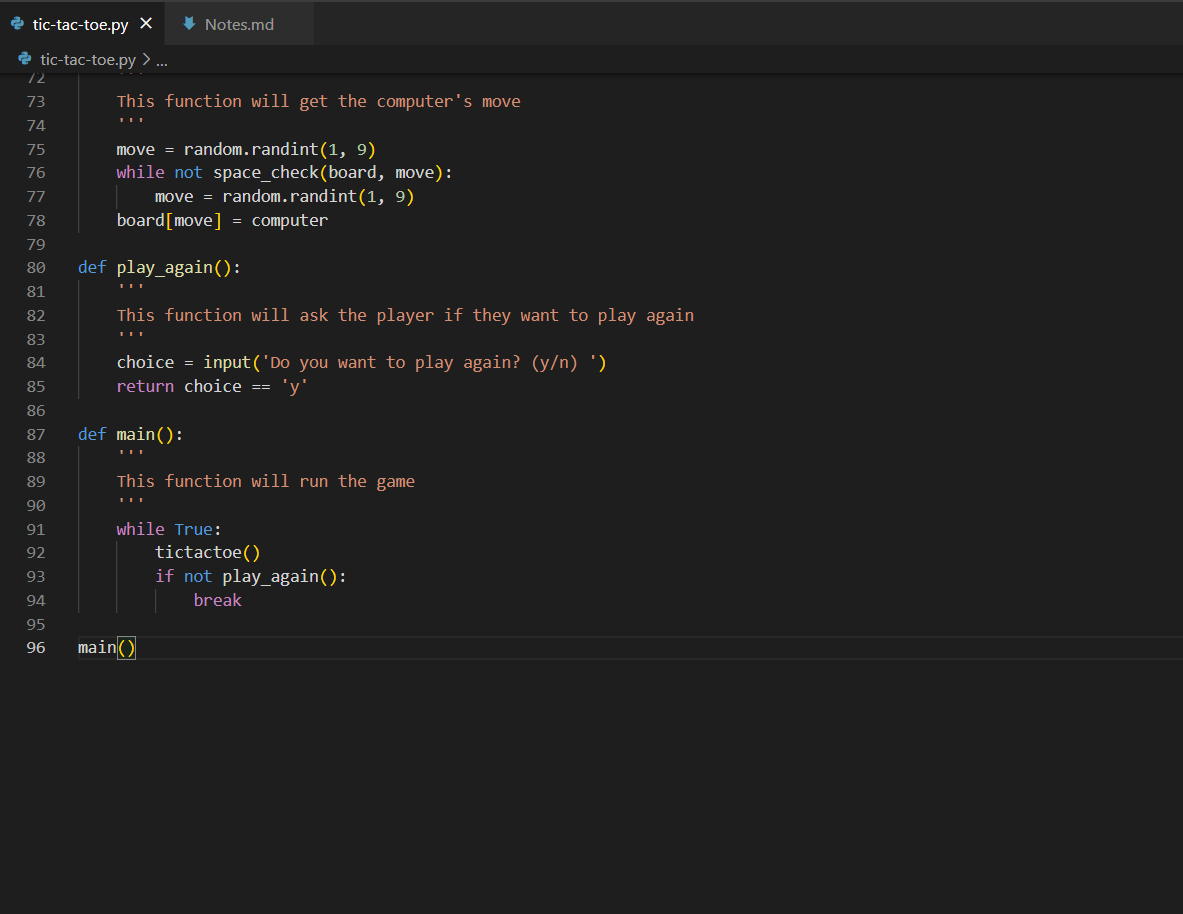 tic-tac-toe.py
Notes.md
tic-tac-toe.py > ...
72 '''
73 This function will get the computer's move
74 '''
75 move = random.randint(1, 9)
76 while not space_check(board, move):
77 move = random.randint(1, 9)
78 board[move] = computer
79
80 def play_again():
81 '''
82 This function will ask the player if they want to play again
83 '''
84 choice = input('Do you want to play again? (y/n) ')
85 return choice == 'y'
86
87 def main():
88 '''
89 This function will run the game
90 '''
91 while True:
92 tictactoe()
93 if not play_again():
94 break
95
96 main()